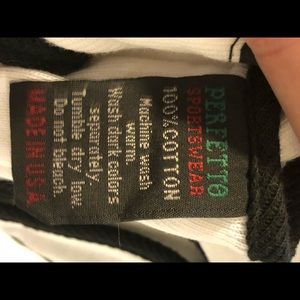 PERFETTO
SPORTSWEAR
100% COTTON
Machine wash
warm.
Wash dark colors
separately.
Tumble dry low.
Do not bleach.
MADE IN U.S.A.